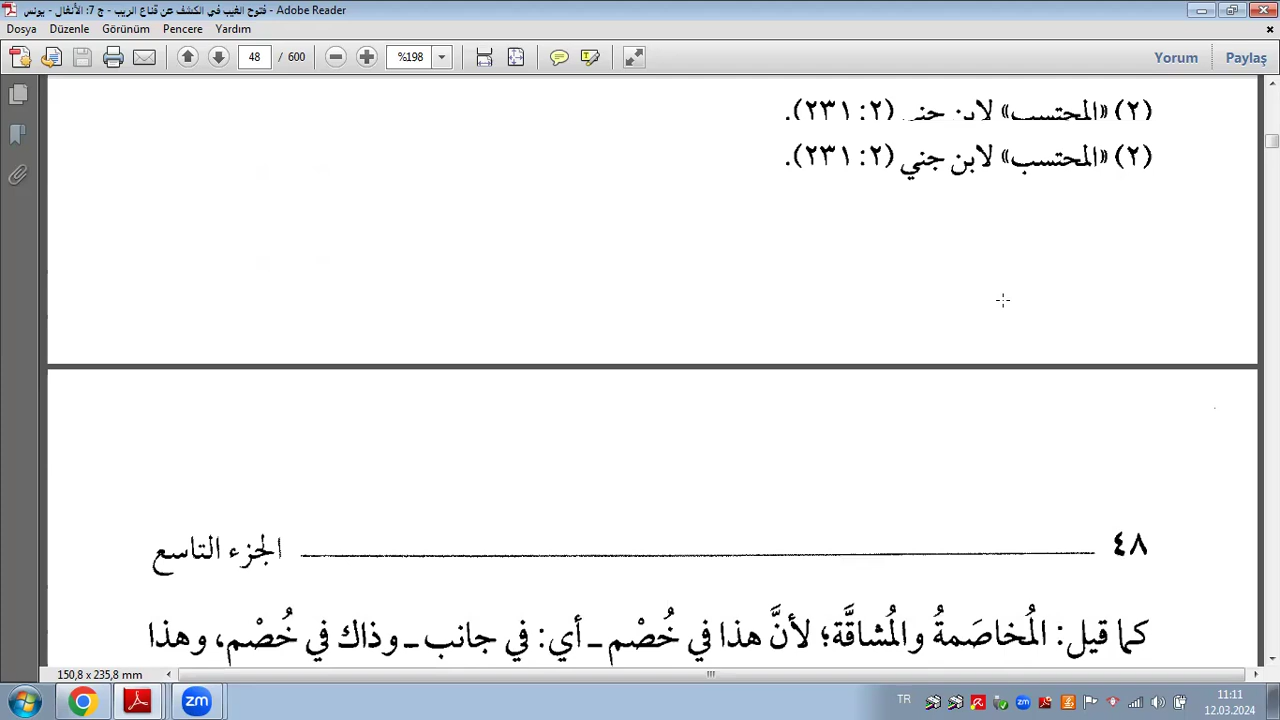 فتوح الغيب في الكشف عن قناع الريب - ج 7: الأنفال - يونس - Adobe Reader
Dosya Düzenle Görünüm Pencere Yardım
48 / 600 %198 Yorum Paylaş
(٢) «المحتسب» لابن جني (٢: ٢٣١).
(٢) «المحتسب» لابن جني (٢: ٢٣١).
٤٨ الجزء التاسع
كما قيل: المُخاصَمةُ والمُشاقَّة؛ لأنَّ هذا في خُصْم ـ أي: في جانب ـ وذاك في خُصْم، وهذا
150,8 x 235,8 mm
zm TR zm 11:11
12.03.2024